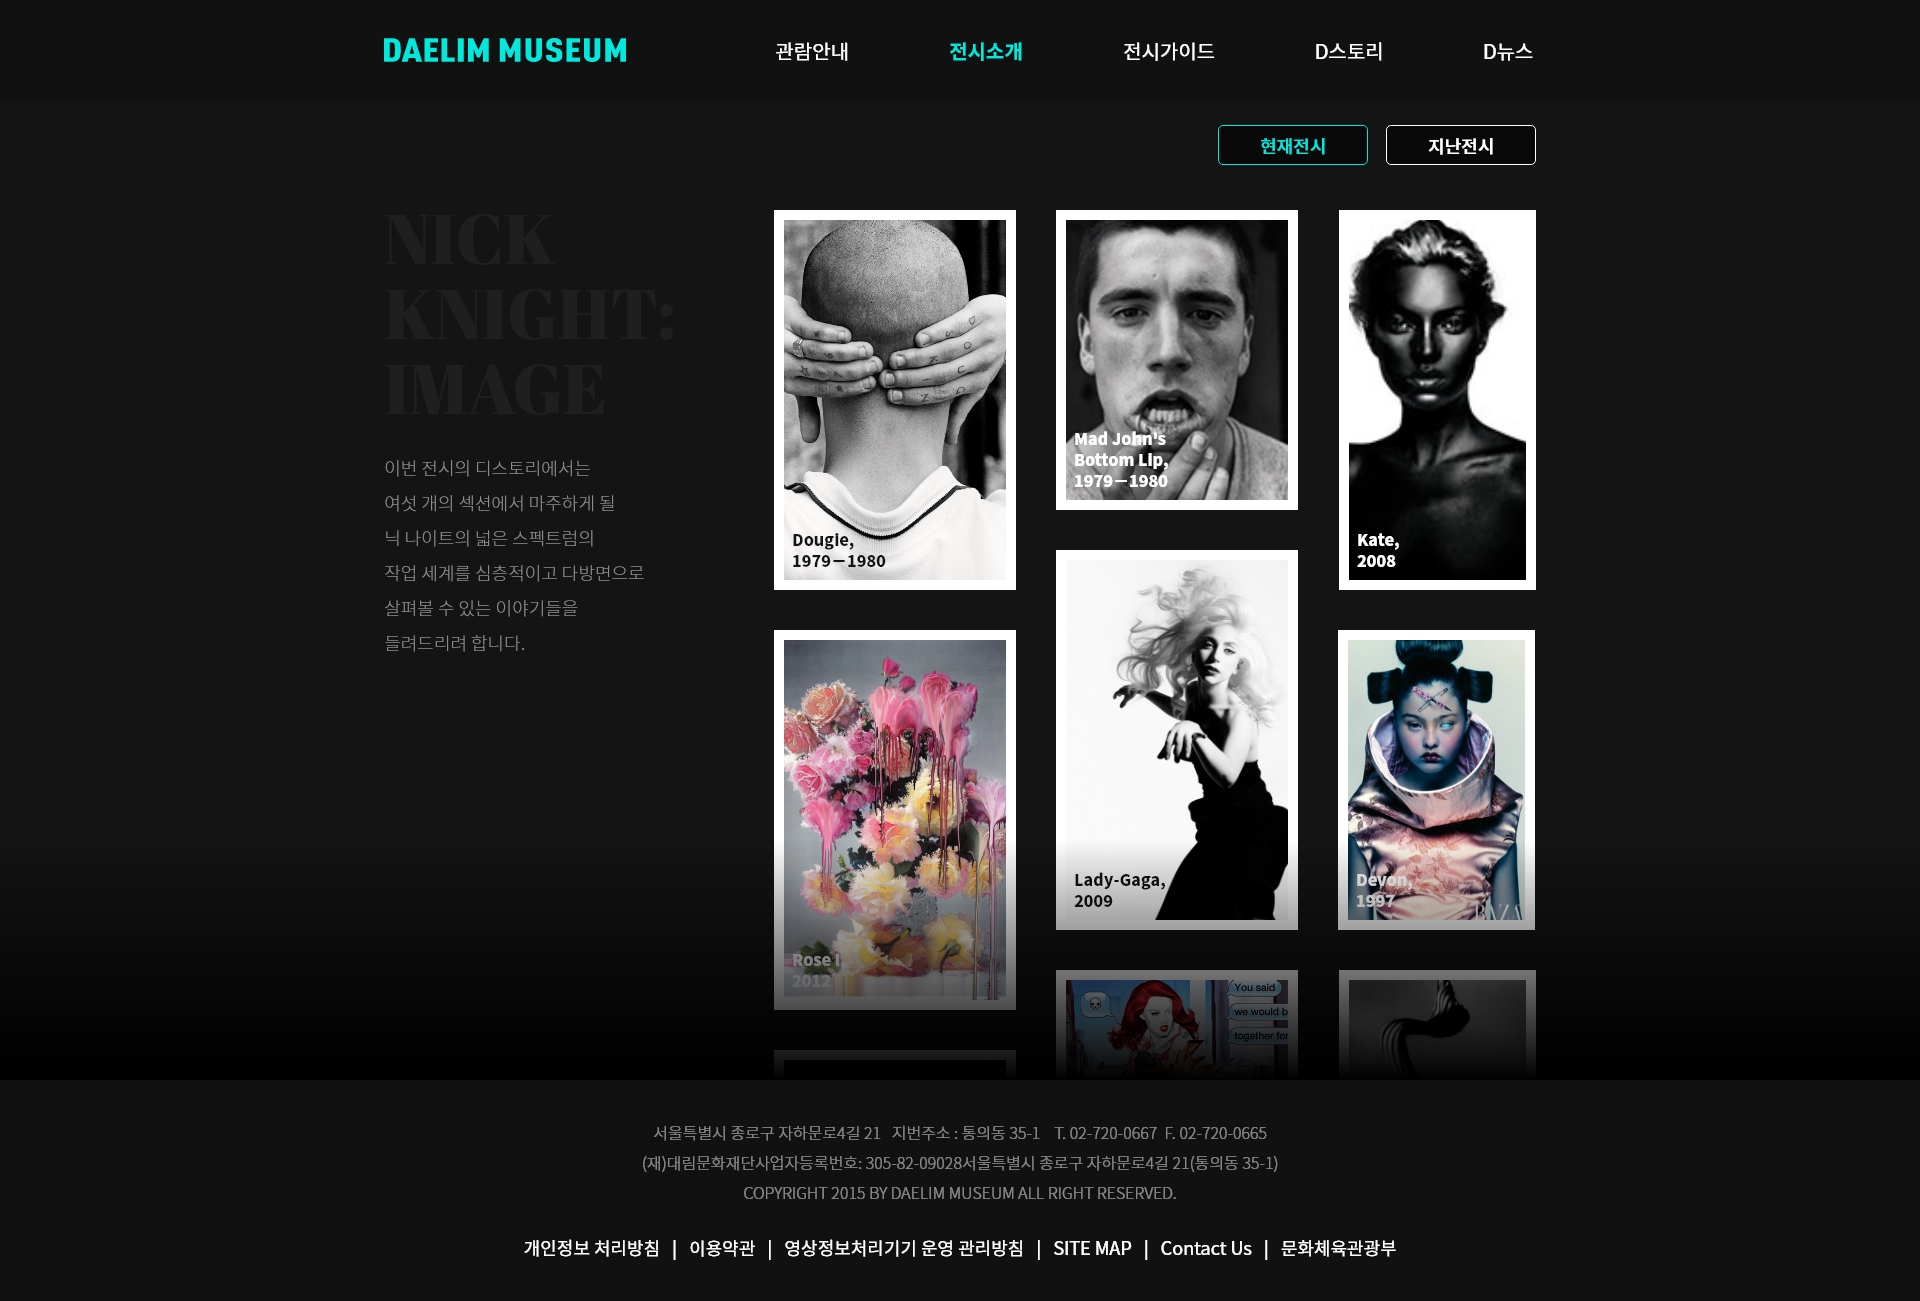 DAELIM MUSEUM
관람안내
전시소개
전시가이드
D스토리
D뉴스
현재전시
지난전시
NICK
KNIGHT:
IMAGE
이번 전시의 디스토리에서는
여섯 개의 섹션에서 마주하게 될
닉 나이트의 넓은 스펙트럼의
작업 세계를 심층적이고 다방면으로
살펴볼 수 있는 이야기들을
들려드리려 합니다.
Dougie,
1979—1980
Mad John's
Bottom Lip,
1979—1980
Kate,
2008
Rose I,
2012
Lady-Gaga,
2009
Devon,
1997
BAZA
You said
we would b
together for
서울특별시 종로구 자하문로4길 21 지번주소 : 통의동 35-1 T. 02-720-0667 F. 02-720-0665
(재)대림문화재단사업자등록번호: 305-82-09028서울특별시 종로구 자하문로4길 21(통의동 35-1)
COPYRIGHT 2015 BY DAELIM MUSEUM ALL RIGHT RESERVED.
개인정보 처리방침 | 이용약관 | 영상정보처리기기 운영 관리방침 | SITE MAP | Contact Us | 문화체육관광부